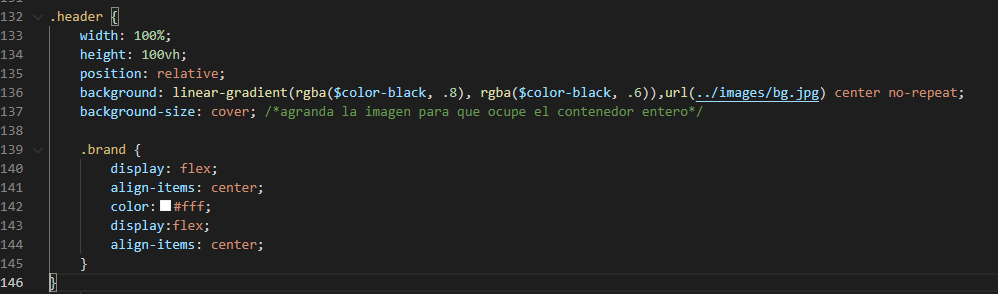 132 .header {
133 width: 100%;
134 height: 100vh;
135 position: relative;
136 background: linear-gradient(rgba($color-black, .8), rgba($color-black, .6)),url(../images/bg.jpg) center no-repeat;
137 background-size: cover; /*agranda la imagen para que ocupe el contenedor entero*/
138
139 .brand {
140 display: flex;
141 align-items: center;
142 color: #fff;
143 display:flex;
144 align-items: center;
145 }
146 }